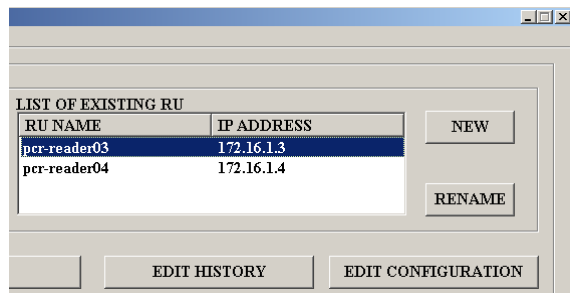 LIST OF EXISTING RU
RU NAME IP ADDRESS
pcr-reader03 172.16.1.3
pcr-reader04 172.16.1.4
NEW
RENAME
EDIT HISTORY
EDIT CONFIGURATION